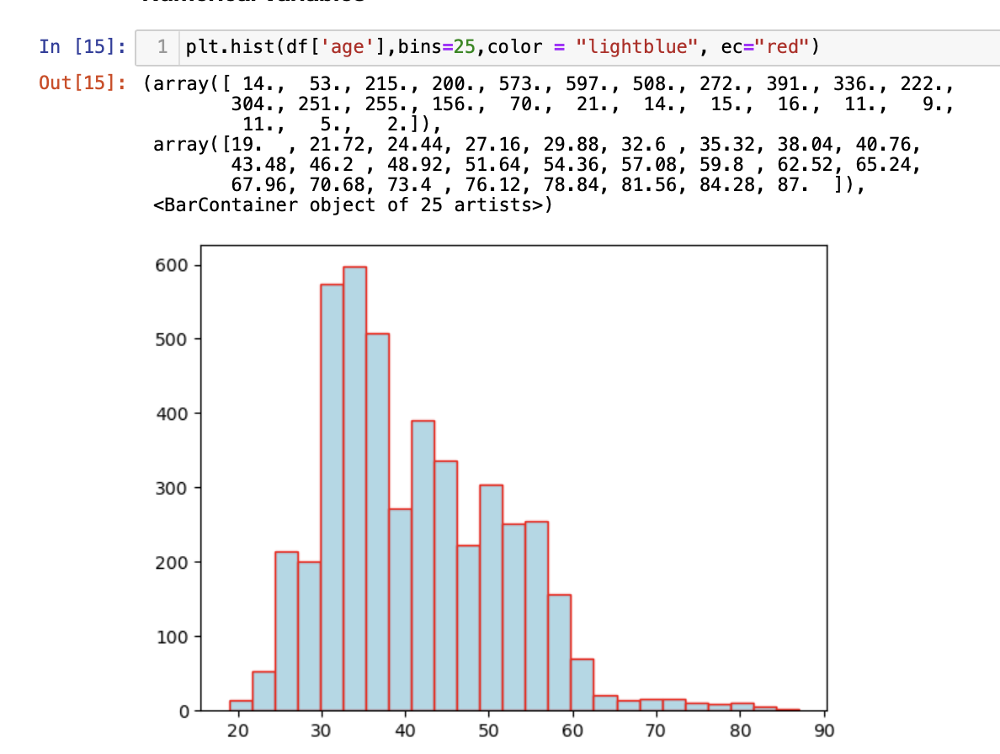 Numerical Variables
In [15]: 1 plt.hist(df['age'],bins=25,color = "lightblue", ec="red")
Out[15]: (array([ 14., 53., 215., 200., 573., 597., 508., 272., 391., 336., 222.,
304., 251., 255., 156., 70., 21., 14., 15., 16., 11., 9.,
11., 5., 2.]),
array([19. , 21.72, 24.44, 27.16, 29.88, 32.6 , 35.32, 38.04, 40.76,
43.48, 46.2 , 48.92, 51.64, 54.36, 57.08, 59.8 , 62.52, 65.24,
67.96, 70.68, 73.4 , 76.12, 78.84, 81.56, 84.28, 87. ]),
<BarContainer object of 25 artists>)
600
500
400
300
200
100
0
20 30 40 50 60 70 80 90